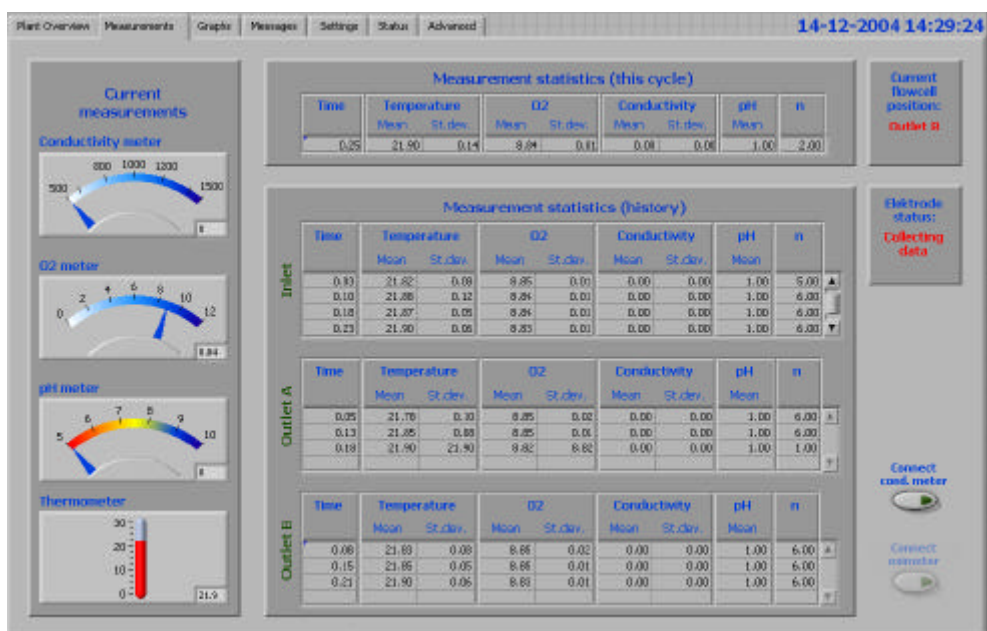 Plant Overview Measurements Graphs Messages Settings Status Advanced 14-12-2004 14:29:24
Current
measurements
Conductivity meter
500 800 1000 1200 1500
O2 meter
0 2 4 6 8 10 12
8.84
pH meter
5 6 7 8 9 10
Thermometer
30
20
10
0
21.9
Measurement statistics (this cycle)
Time Temperature O2 Conductivity pH n
Mean St.dev. Mean St.dev. Mean St.dev. Mean
0.25 21.90 0.14 8.84 0.01 0.00 0.00 1.00 2.00
Measurement statistics (history)
Inlet
Time Temperature O2 Conductivity pH n
Mean St.dev. Mean St.dev. Mean St.dev. Mean
21.82 8.85 0.01 0.00 0.00 1.00 5.00
0.10 21.88 0.12 8.84 0.01 0.00 0.00 1.00 6.00
0.18 21.87 0.05 8.84 0.01 0.00 0.00 1.00 6.00
0.23 21.90 0.06 8.83 0.01 0.00 0.00 1.00 6.00
Outlet A
Time Temperature O2 Conductivity pH n
Mean St.dev. Mean St.dev. Mean St.dev. Mean
0.05 21.78 0.10 8.85 0.02 0.00 0.00 1.00 6.00
0.13 21.85 8.85 0.01 0.00 0.00 1.00 6.00
0.18 21.90 21.90 8.82 8.82 0.00 0.00 1.00 1.00
Outlet B
Time Temperature O2 Conductivity pH n
Mean St.dev. Mean St.dev. Mean St.dev. Mean
0.08 21.83 8.86 0.02 0.00 0.00 1.00 6.00
0.15 21.86 0.05 8.86 0.01 0.00 0.00 1.00 6.00
0.21 21.90 0.06 8.83 0.01 0.00 0.00 1.00 6.00
Current
flowcell
position:
Outlet B
Elektrode
status:
Collecting
data
Connect
cond. meter
Connect